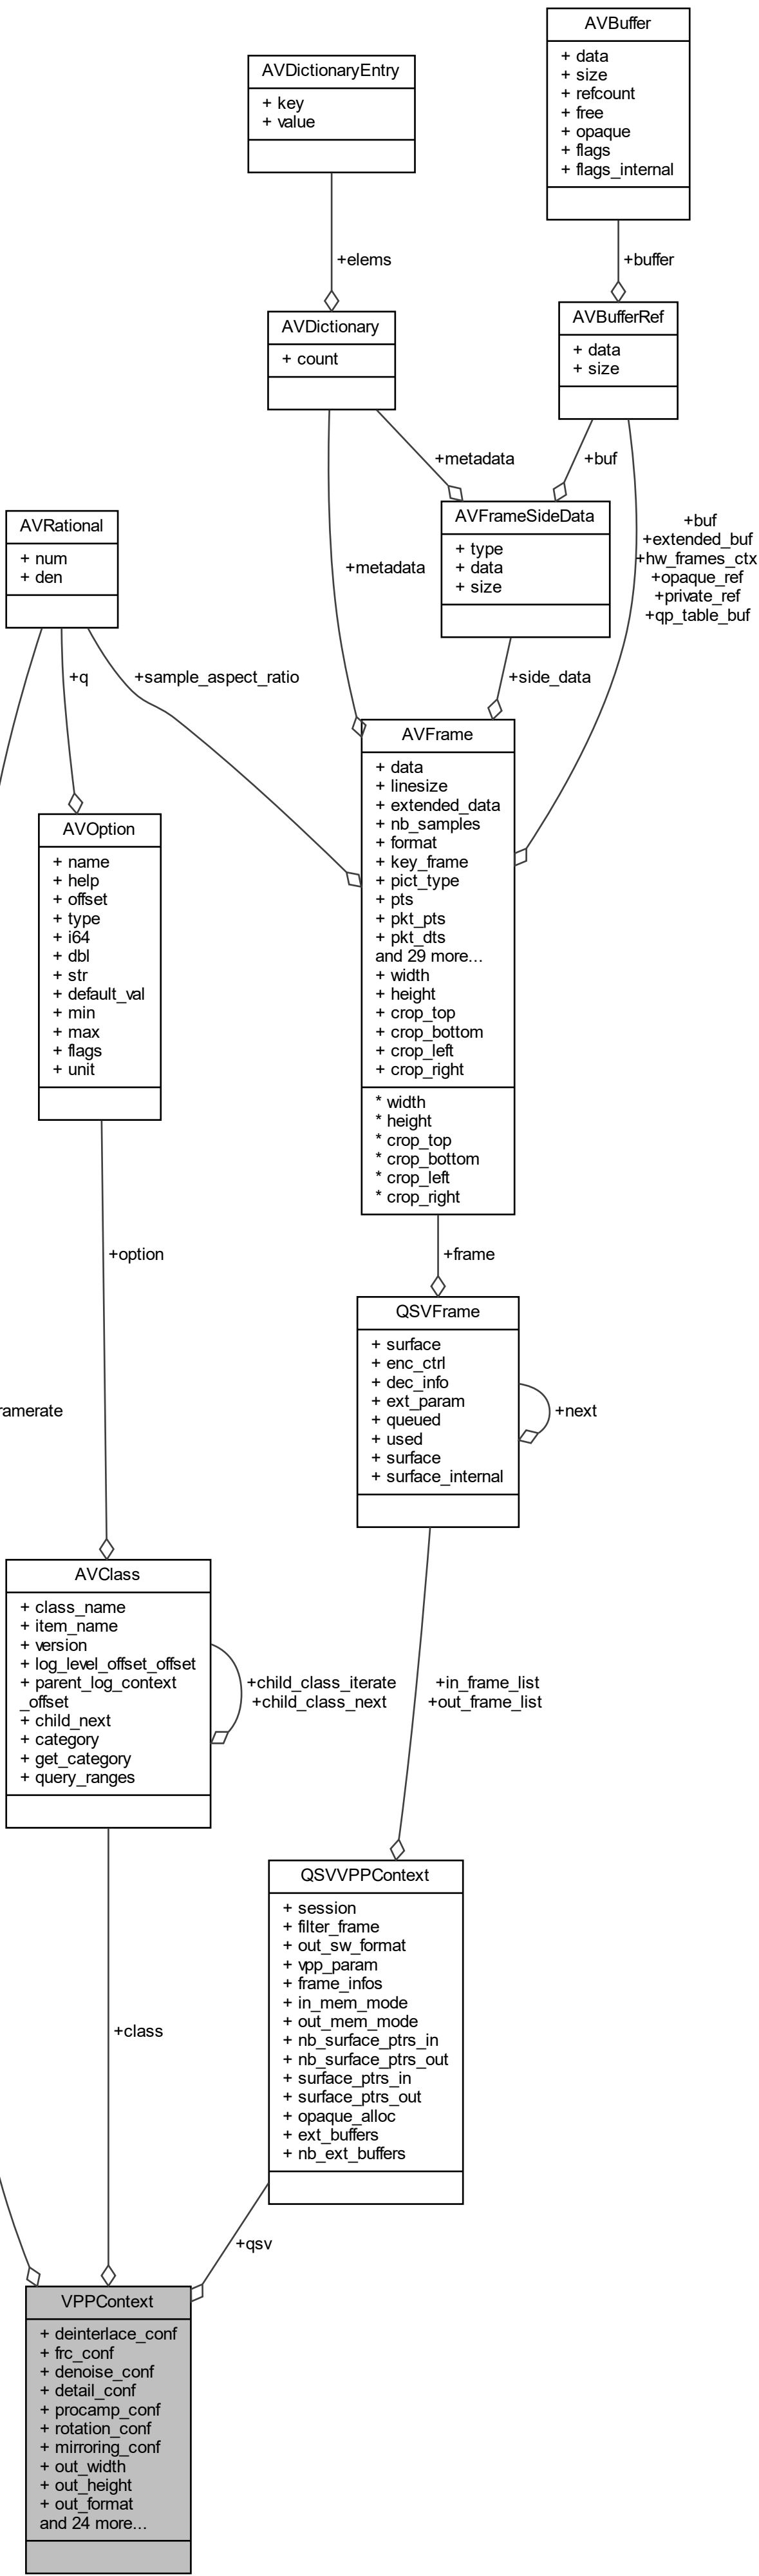 AVBuffer
+ data
+ size
+ refcount
+ free
+ opaque
+ flags
+ flags_internal
AVDictionaryEntry
+ key
+ value
+elems
+buffer
AVDictionary
+ count
AVBufferRef
+ data
+ size
+metadata
+buf
AVFrameSideData
+ type
+ data
+ size
+buf
+extended_buf
+hw_frames_ctx
+opaque_ref
+private_ref
+qp_table_buf
AVRational
+ num
+ den
+metadata
+q
+sample_aspect_ratio
+side_data
AVFrame
+ data
+ linesize
+ extended_data
+ nb_samples
+ format
+ key_frame
+ pict_type
+ pts
+ pkt_pts
+ pkt_dts
and 29 more...
+ width
+ height
+ crop_top
+ crop_bottom
+ crop_left
+ crop_right
* width
* height
* crop_top
* crop_bottom
* crop_left
* crop_right
AVOption
+ name
+ help
+ offset
+ type
+ i64
+ dbl
+ str
+ default_val
+ min
+ max
+ flags
+ unit
+option
+frame
QSVFrame
+ surface
+ enc_ctrl
+ dec_info
+ ext_param
+ queued
+ used
+ surface
+ surface_internal
+next
ramerate
AVClass
+ class_name
+ item_name
+ version
+ log_level_offset_offset
+ parent_log_context
_offset
+ child_next
+ category
+ get_category
+ query_ranges
+child_class_iterate
+child_class_next
+in_frame_list
+out_frame_list
QSVVPPContext
+ session
+ filter_frame
+ out_sw_format
+ vpp_param
+ frame_infos
+ in_mem_mode
+ out_mem_mode
+ nb_surface_ptrs_in
+ nb_surface_ptrs_out
+ surface_ptrs_in
+ surface_ptrs_out
+ opaque_alloc
+ ext_buffers
+ nb_ext_buffers
+class
+qsv
VPPContext
+ deinterlace_conf
+ frc_conf
+ denoise_conf
+ detail_conf
+ procamp_conf
+ rotation_conf
+ mirroring_conf
+ out_width
+ out_height
+ out_format
and 24 more...